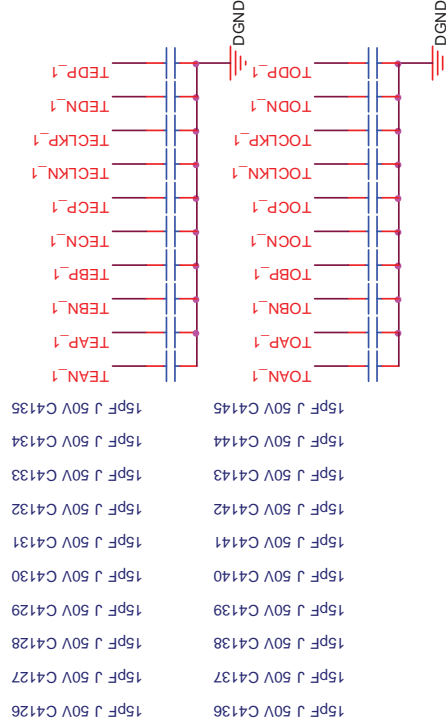 15pF J 50V C4136
15pF J 50V C4137
15pF J 50V C4138
15pF J 50V C4139
15pF J 50V C4140
15pF J 50V C4141
15pF J 50V C4142
15pF J 50V C4143
15pF J 50V C4144
15pF J 50V C4145
TOAN_1
TOAP_1
TOBN_1
TOBP_1
TOCN_1
TOCP_1
TOCLKN_1
TOCLKP_1
TODN_1
TODP_1
DGND
15pF J 50V C4126
15pF J 50V C4127
15pF J 50V C4128
15pF J 50V C4129
15pF J 50V C4130
15pF J 50V C4131
15pF J 50V C4132
15pF J 50V C4133
15pF J 50V C4134
15pF J 50V C4135
TEAN_1
TEAP_1
TEBN_1
TEBP_1
TECN_1
TECP_1
TECLKN_1
TECLKP_1
TEDN_1
TEDP_1
DGND